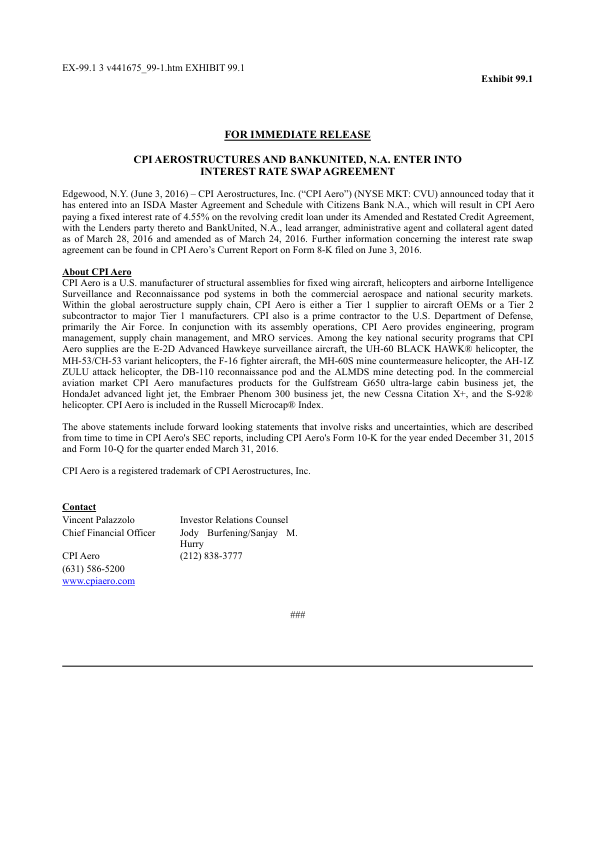 EX-99.1 3 v441675_99-1.htm EXHIBIT 99.1
Exhibit 99.1
FOR IMMEDIATE RELEASE
CPI AEROSTRUCTURES AND BANKUNITED, N.A. ENTER INTO
INTEREST RATE SWAP AGREEMENT
Edgewood, N.Y. (June 3, 2016) – CPI Aerostructures, Inc. (“CPI Aero”) (NYSE MKT: CVU) announced today that it
has entered into an ISDA Master Agreement and Schedule with Citizens Bank N.A., which will result in CPI Aero
paying a fixed interest rate of 4.55% on the revolving credit loan under its Amended and Restated Credit Agreement,
with the Lenders party thereto and BankUnited, N.A., lead arranger, administrative agent and collateral agent dated
as of March 28, 2016 and amended as of March 24, 2016. Further information concerning the interest rate swap
agreement can be found in CPI Aero’s Current Report on Form 8-K filed on June 3, 2016.
About CPI Aero
CPI Aero is a U.S. manufacturer of structural assemblies for fixed wing aircraft, helicopters and airborne Intelligence
Surveillance and Reconnaissance pod systems in both the commercial aerospace and national security markets.
Within the global aerostructure supply chain, CPI Aero is either a Tier 1 supplier to aircraft OEMs or a Tier 2
subcontractor to major Tier 1 manufacturers. CPI also is a prime contractor to the U.S. Department of Defense,
primarily the Air Force. In conjunction with its assembly operations, CPI Aero provides engineering, program
management, supply chain management, and MRO services. Among the key national security programs that CPI
Aero supplies are the E-2D Advanced Hawkeye surveillance aircraft, the UH-60 BLACK HAWK® helicopter, the
MH-53/CH-53 variant helicopters, the F-16 fighter aircraft, the MH-60S mine countermeasure helicopter, the AH-1Z
ZULU attack helicopter, the DB-110 reconnaissance pod and the ALMDS mine detecting pod. In the commercial
aviation market CPI Aero manufactures products for the Gulfstream G650 ultra-large cabin business jet, the
HondaJet advanced light jet, the Embraer Phenom 300 business jet, the new Cessna Citation X+, and the S-92®
helicopter. CPI Aero is included in the Russell Microcap® Index.
The above statements include forward looking statements that involve risks and uncertainties, which are described
from time to time in CPI Aero's SEC reports, including CPI Aero's Form 10-K for the year ended December 31, 2015
and Form 10-Q for the quarter ended March 31, 2016.
CPI Aero is a registered trademark of CPI Aerostructures, Inc.
Contact
Vincent Palazzolo Investor Relations Counsel
Chief Financial Officer Jody Burfening/Sanjay M.
Hurry
CPI Aero (212) 838-3777
(631) 586-5200
www.cpiaero.com
###